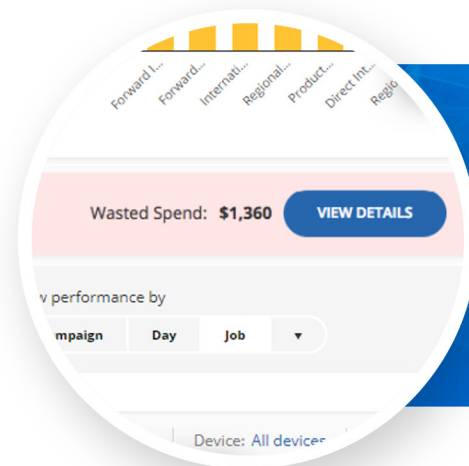 Forward I...
Forward...
Internati...
Regional...
Product...
Direct Int...
Regio
Wasted Spend: $1,360 VIEW DETAILS
w performance by
mpaign Day Job
Device: All devices